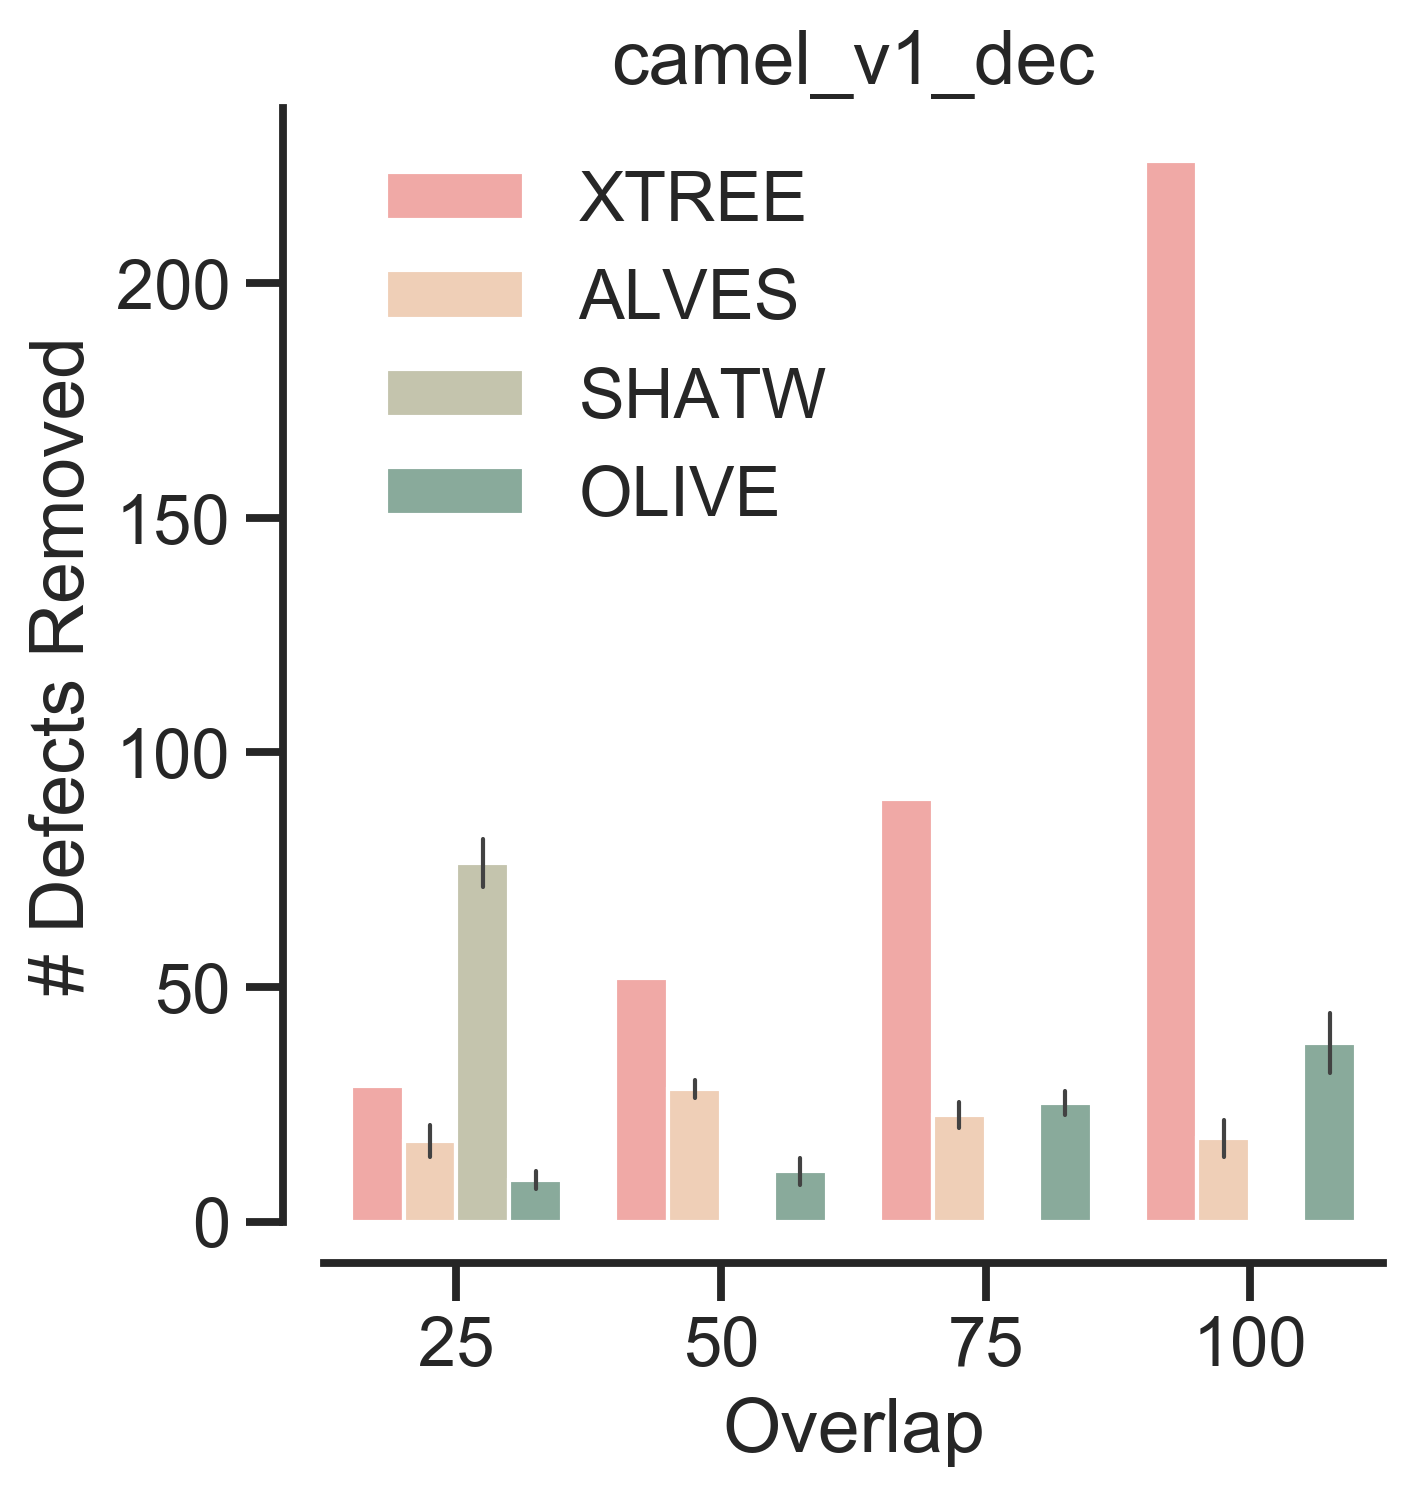 camel_v1_dec
XTREE
ALVES
SHATW
OLIVE
# Defects Removed
200
150
100
50
0
25 50 75 100
Overlap